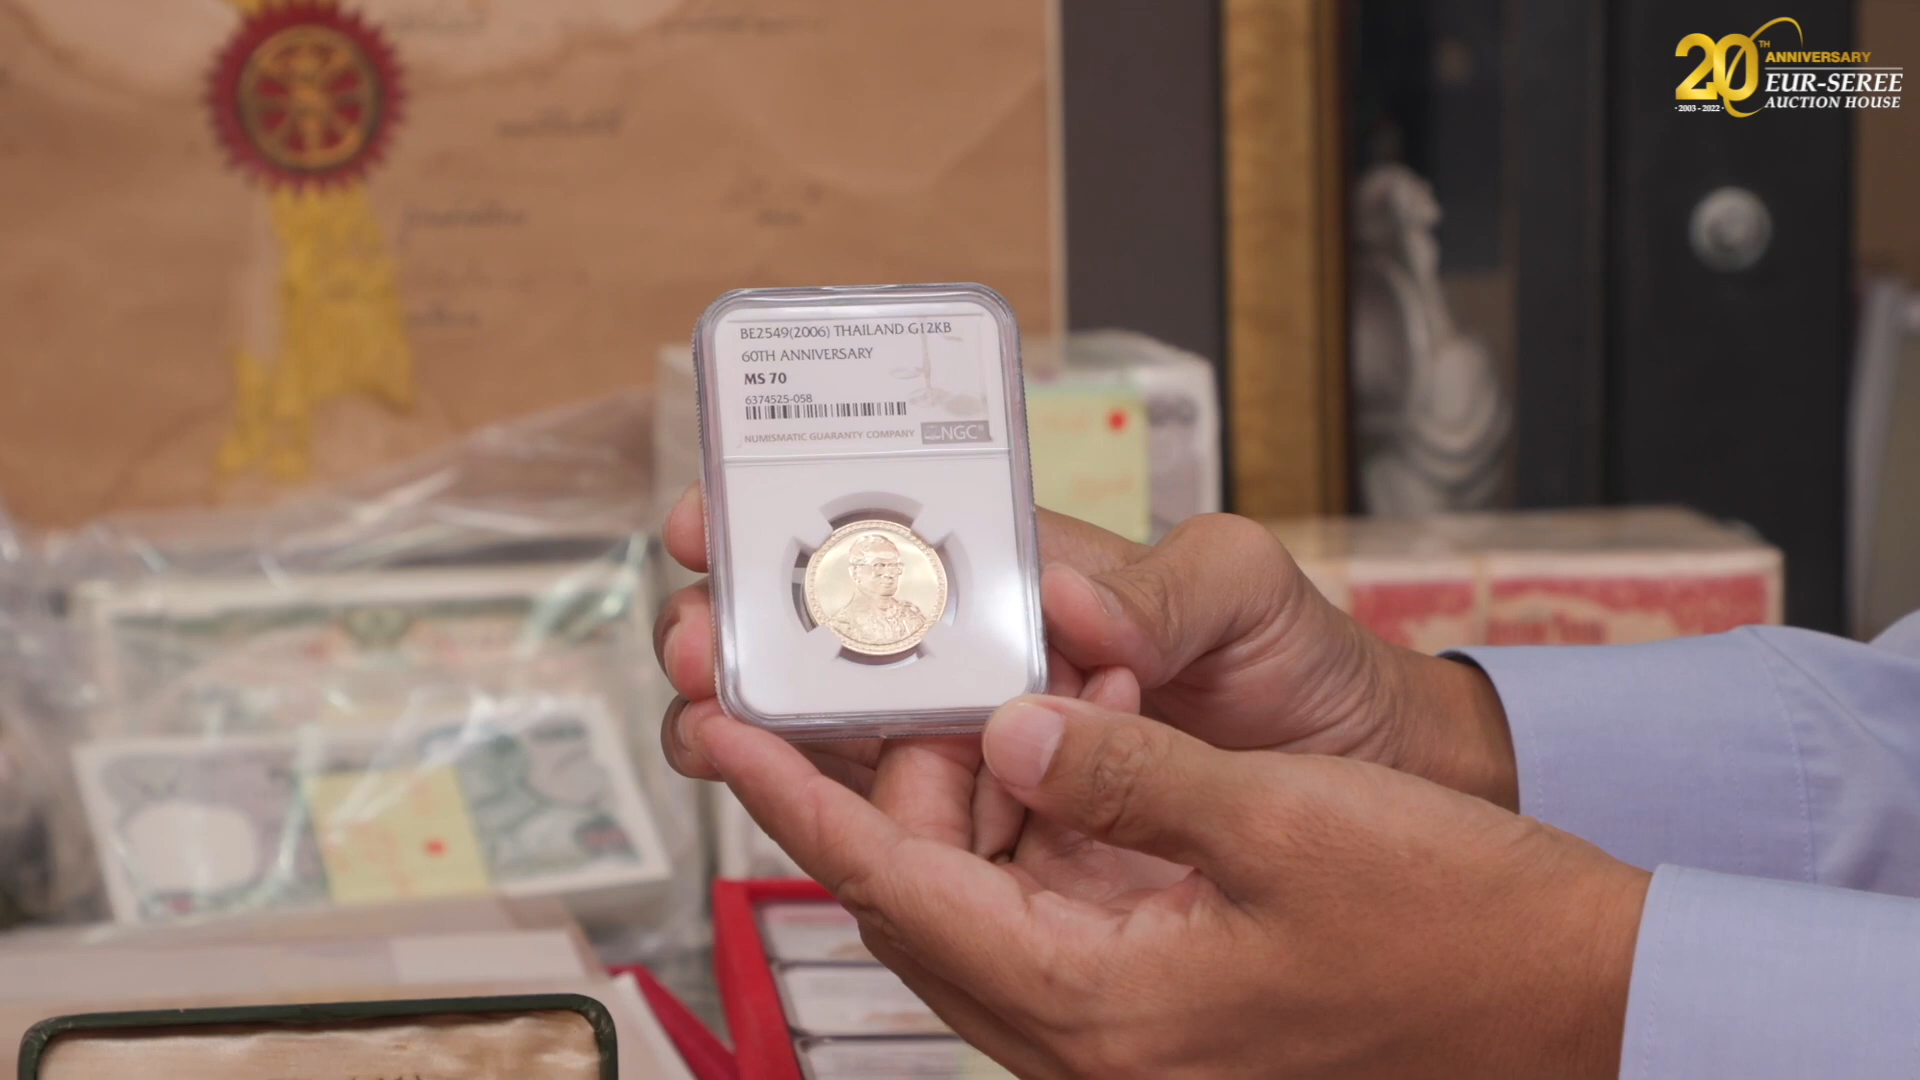 20TH ANNIVERSARY
EUR-SEREE
AUCTION HOUSE
·2003-2022·
BE2549(2006) THAILAND G12KB
60TH ANNIVERSARY
MS 70
6374525-058
NUMISMATIC GUARANTY COMPANY
NGC